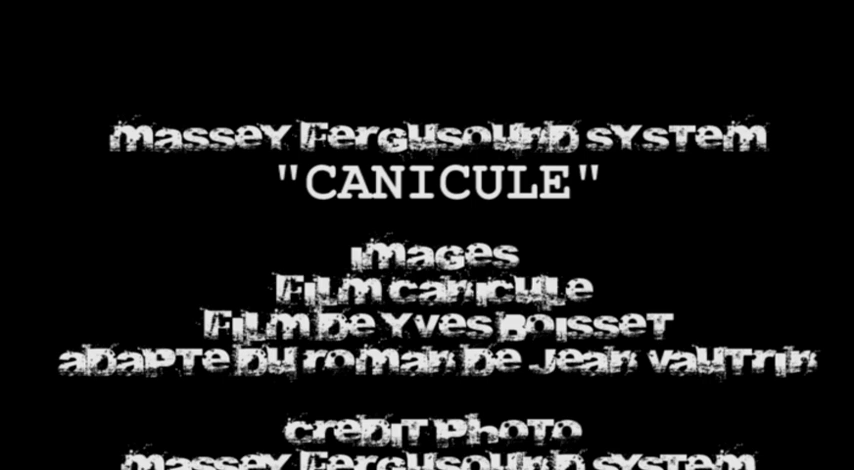 massey Fergusound system
"CANICULE"
images
Film canicule
Film de Yves Boisset
adapte du roman de Jean Vautrin
credit photo
massey Fergusound system